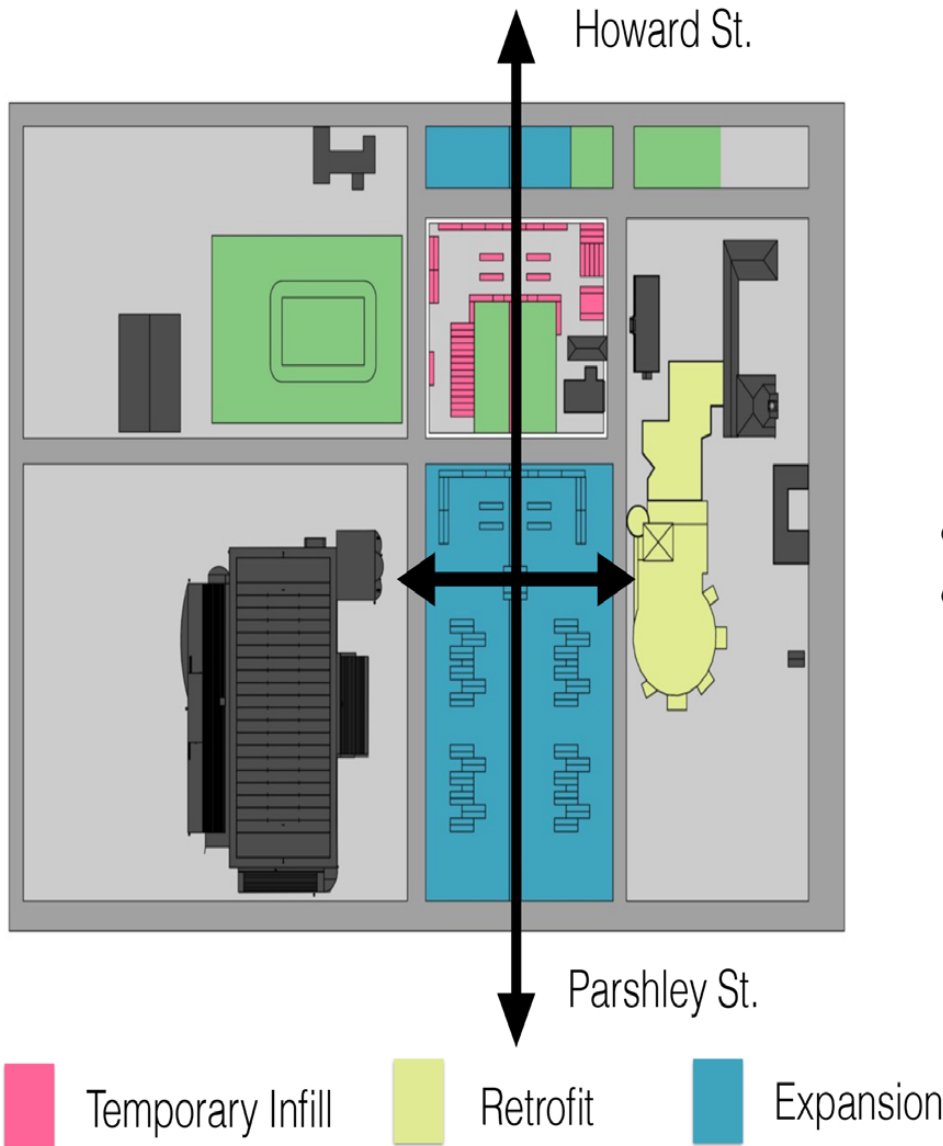 Howard St.
Parshley St.
Temporary Infill
Retrofit
Expansion